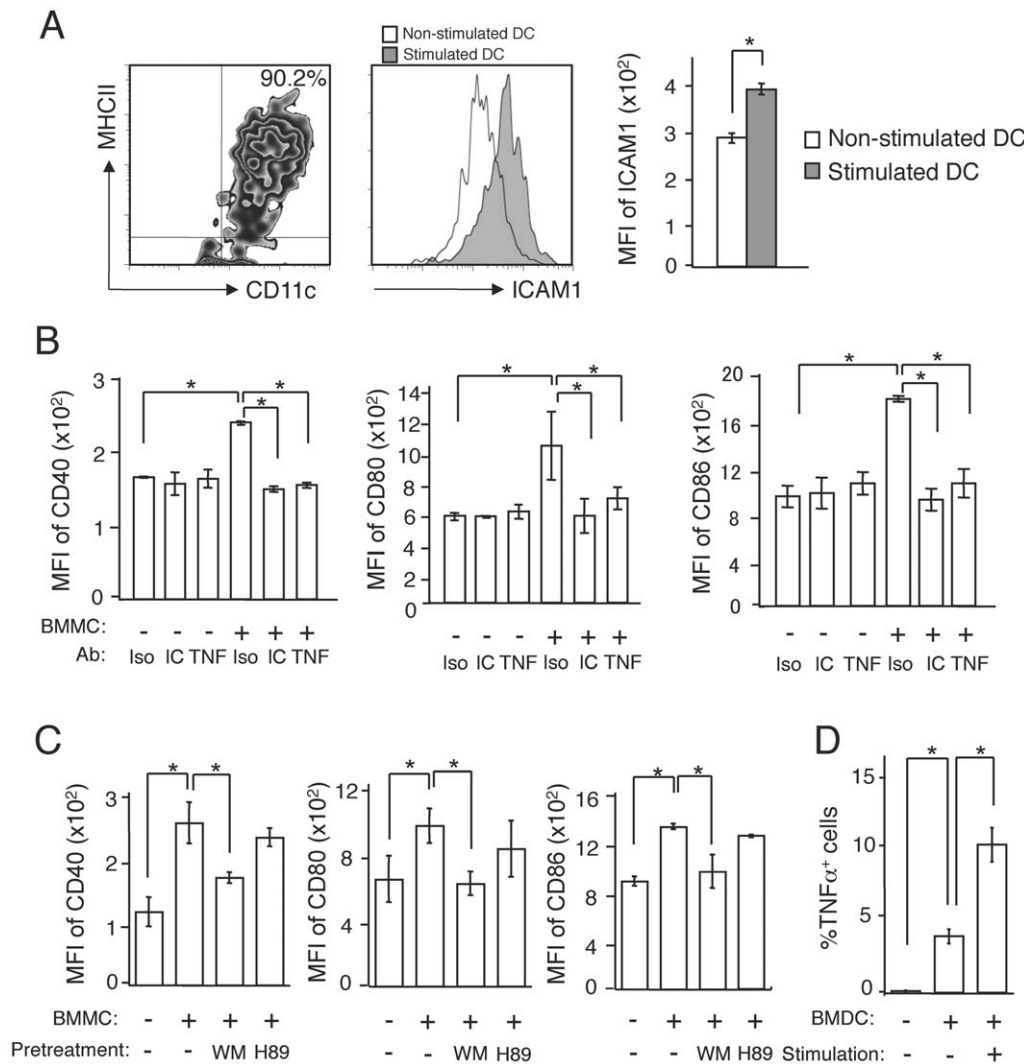 A
Non-stimulated DC
Stimulated DC
MHCII
90.2%
CD11c
ICAM1
MFI of ICAM1 (x10²)
4
3
2
1
0
*
Non-stimulated DC
Stimulated DC
B
MFI of CD40 (x10²)
3
2
1
0
* * *
BMMC: - - - + + +
Ab: Iso IC TNF Iso IC TNF
MFI of CD80 (x10²)
14
12
10
8
6
4
2
0
* * *
- - - + + +
Iso IC TNF Iso IC TNF
MFI of CD86 (x10²)
20
16
12
8
4
0
* * *
- - - + + +
Iso IC TNF Iso IC TNF
C
MFI of CD40 (x10²)
3
2
1
0
* *
BMMC: - + + +
Pretreatment: - - WM H89
MFI of CD80 (x10²)
12
8
4
0
* *
- + + +
- - WM H89
MFI of CD86 (x10²)
16
12
8
4
0
* *
- + + +
- - WM H89
D
%TNFα⁺ cells
15
10
5
0
* *
BMDC: - + +
Stimulation: - - +